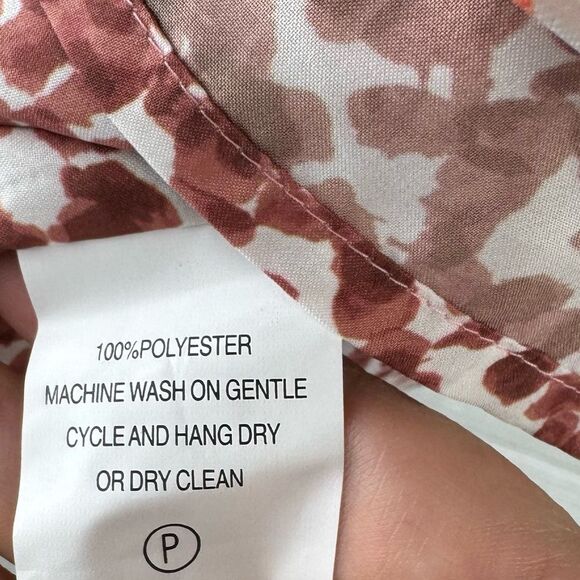 100%POLYESTER
MACHINE WASH ON GENTLE
CYCLE AND HANG DRY
OR DRY CLEAN
P